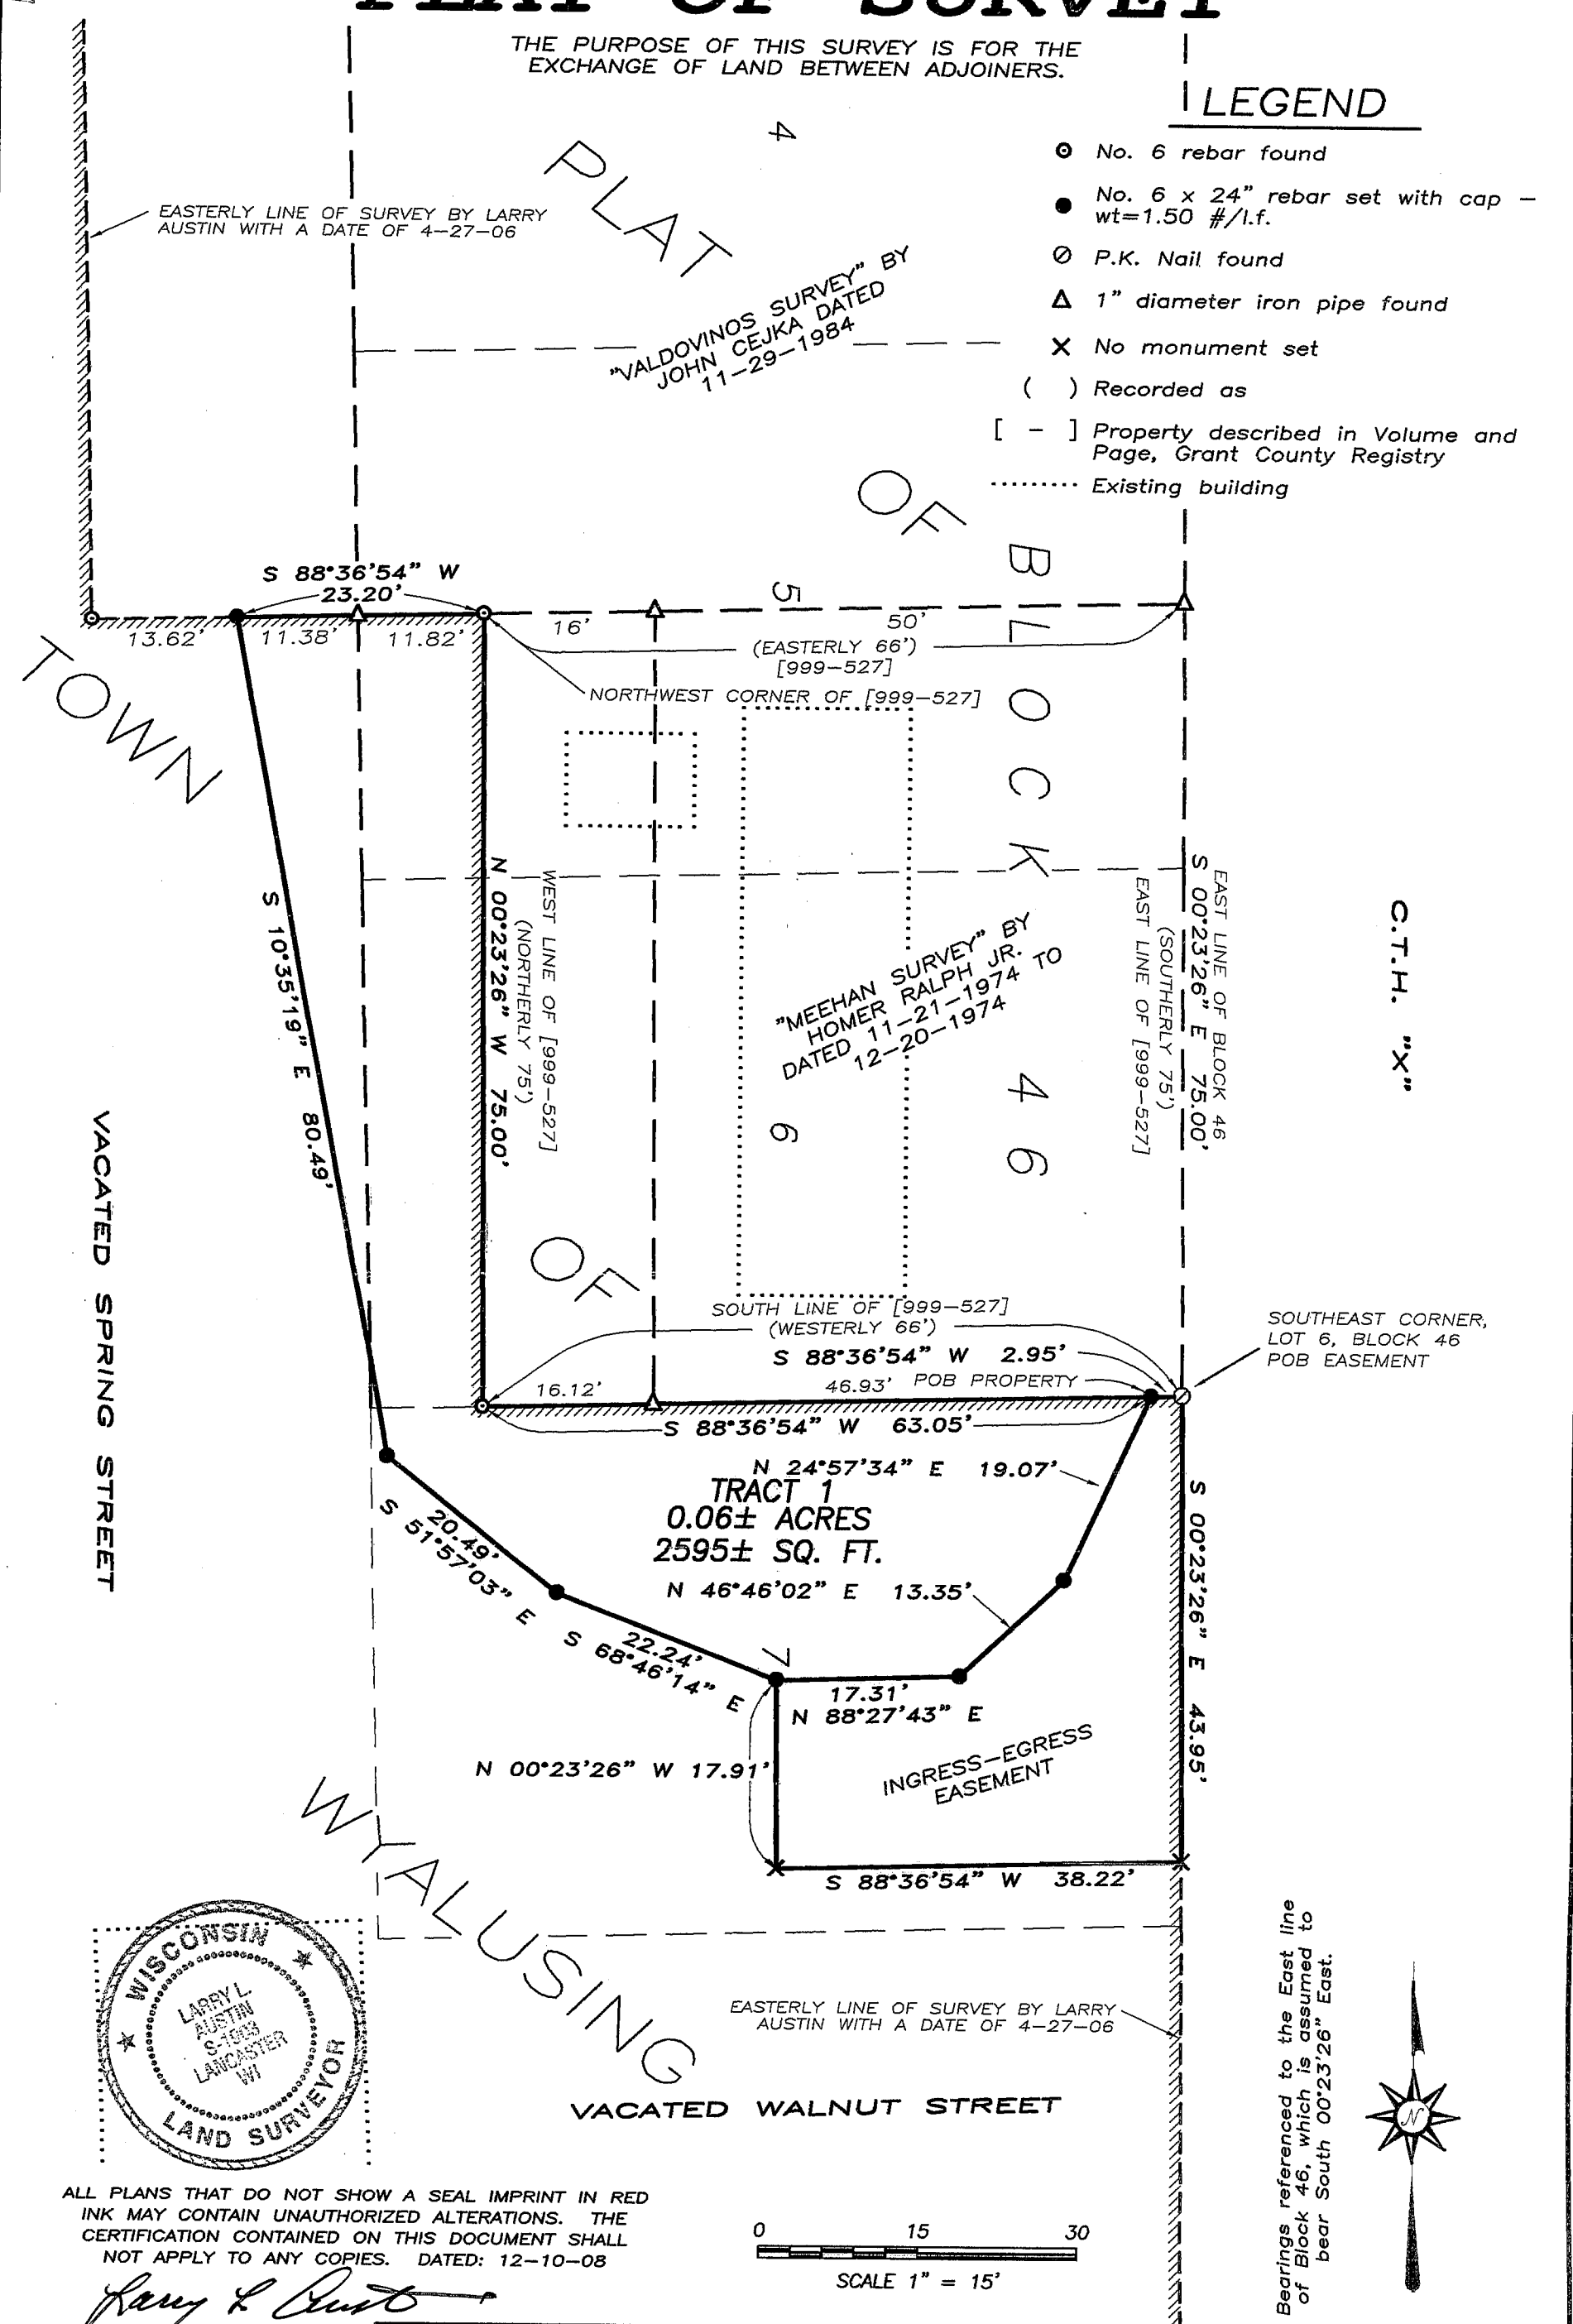 PLAT OF SURVEY
THE PURPOSE OF THIS SURVEY IS FOR THE
EXCHANGE OF LAND BETWEEN ADJOINERS.
LEGEND
No. 6 rebar found
No. 6 x 24" rebar set with cap –
wt=1.50 #/l.f.
P.K. Nail found
1" diameter iron pipe found
No monument set
( ) Recorded as
[ – ] Property described in Volume and
Page, Grant County Registry
Existing building
4
PLAT
EASTERLY LINE OF SURVEY BY LARRY
AUSTIN WITH A DATE OF 4–27–06
"VALDOVINOS SURVEY" BY
JOHN CEJKA DATED
11–29–1984
OF
BLOCK 46
S 88°36'54" W
23.20'
13.62'
11.38'
11.82'
16'
5
50'
(EASTERLY 66')
[999–527]
NORTHWEST CORNER OF [999–527]
TOWN
S 10°35'19" E 80.49'
N 00°23'26" W 75.00'
(NORTHERLY 75')
WEST LINE OF [999–527]
"MEEHAN SURVEY" BY
HOMER RALPH JR.
DATED 11–21–1974 TO
12–20–1974
6
EAST LINE OF BLOCK 46
S 00°23'26" E 75.00'
(SOUTHERLY 75')
EAST LINE OF [999–527]
C.T.H. "X"
VACATED SPRING STREET
OF
SOUTH LINE OF [999–527]
(WESTERLY 66')
S 88°36'54" W 2.95'
16.12'
46.93' POB PROPERTY
S 88°36'54" W 63.05'
SOUTHEAST CORNER,
LOT 6, BLOCK 46
POB EASEMENT
N 24°57'34" E 19.07'
TRACT 1
0.06± ACRES
2595± SQ. FT.
N 46°46'02" E 13.35'
20.49'
S 51°57'03" E
22.24'
S 68°46'14" E
7
17.31'
N 88°27'43" E
S 00°23'26" E 43.95'
N 00°23'26" W 17.91'
INGRESS–EGRESS
EASEMENT
S 88°36'54" W 38.22'
WYALUSING
EASTERLY LINE OF SURVEY BY LARRY
AUSTIN WITH A DATE OF 4–27–06
VACATED WALNUT STREET
WISCONSIN
LARRY L.
AUSTIN
S-1903
LANCASTER
WI
LAND SURVEYOR
Bearings referenced to the East line
of Block 46, which is assumed to
bear South 00°23'26" East.
N
ALL PLANS THAT DO NOT SHOW A SEAL IMPRINT IN RED
INK MAY CONTAIN UNAUTHORIZED ALTERATIONS. THE
CERTIFICATION CONTAINED ON THIS DOCUMENT SHALL
NOT APPLY TO ANY COPIES. DATED: 12–10–08
Larry L Austin
0 15 30
SCALE 1" = 15'